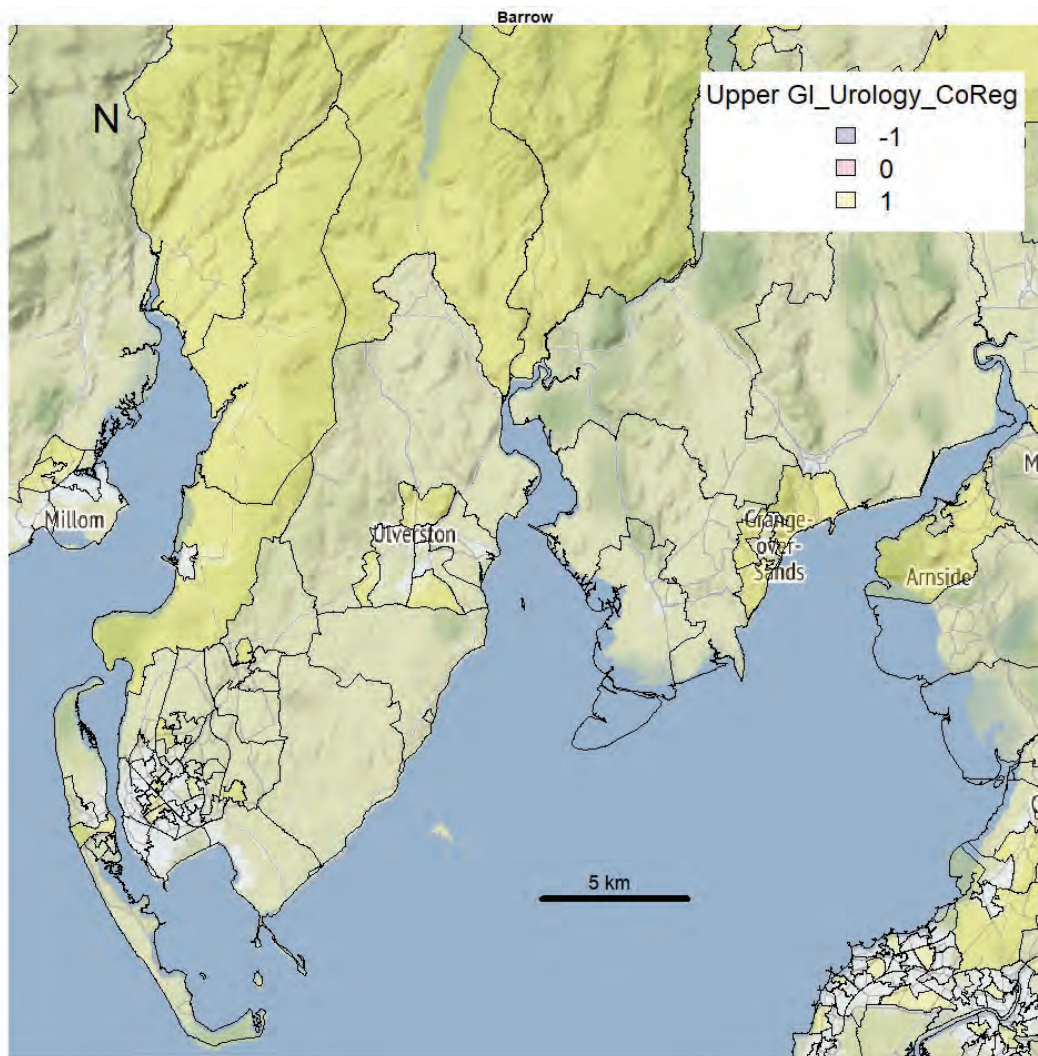 Barrow
N
Upper GI_Urology_CoReg
-1
0
1
Millom
Ulverston
Grange-
over-
Sands
Arnside
M
5 km